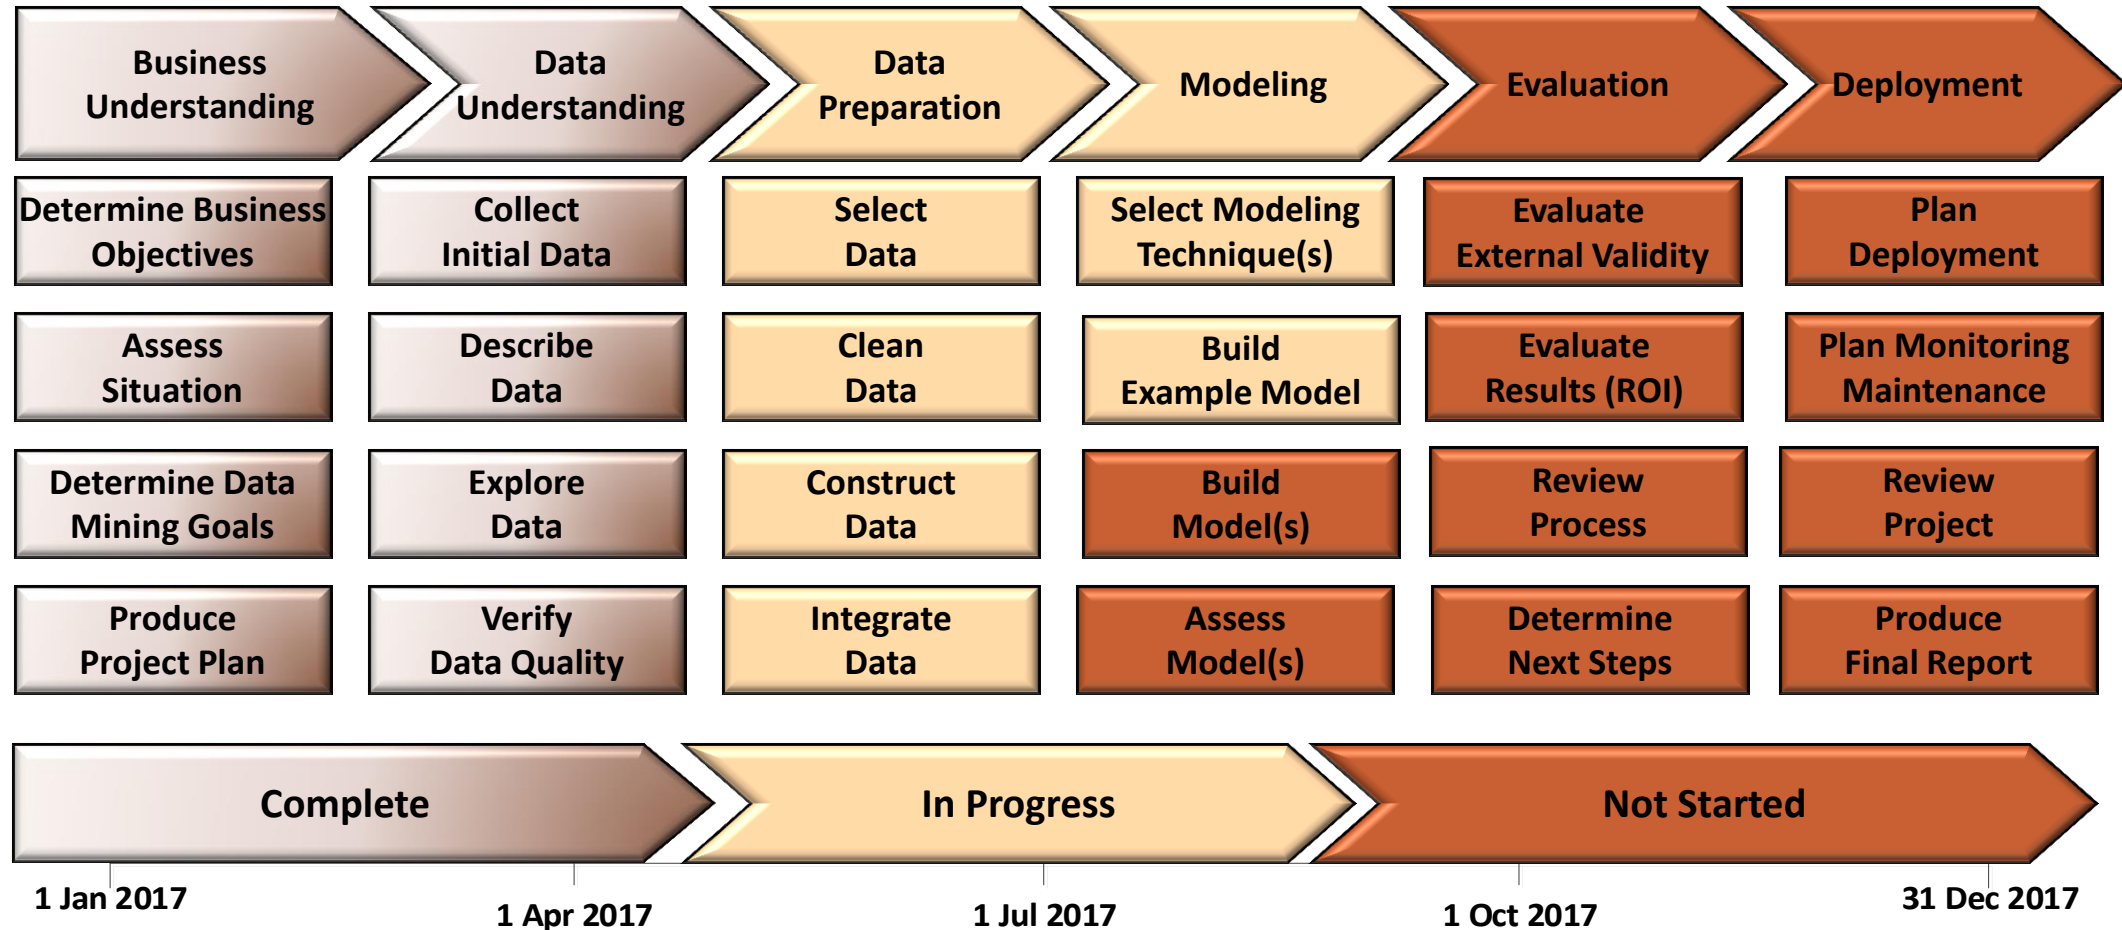 Business
Understanding
Data
Understanding
Data
Preparation
Modeling
Evaluation
Deployment
Determine Business
Objectives
Collect
Initial Data
Select
Data
Select Modeling
Technique(s)
Evaluate
External Validity
Plan
Deployment
Assess
Situation
Describe
Data
Clean
Data
Build
Example Model
Evaluate
Results (ROI)
Plan Monitoring
Maintenance
Determine Data
Mining Goals
Explore
Data
Construct
Data
Build
Model(s)
Review
Process
Review
Project
Produce
Project Plan
Verify
Data Quality
Integrate
Data
Assess
Model(s)
Determine
Next Steps
Produce
Final Report
Complete
In Progress
Not Started
1 Jan 2017
1 Apr 2017
1 Jul 2017
1 Oct 2017
31 Dec 2017